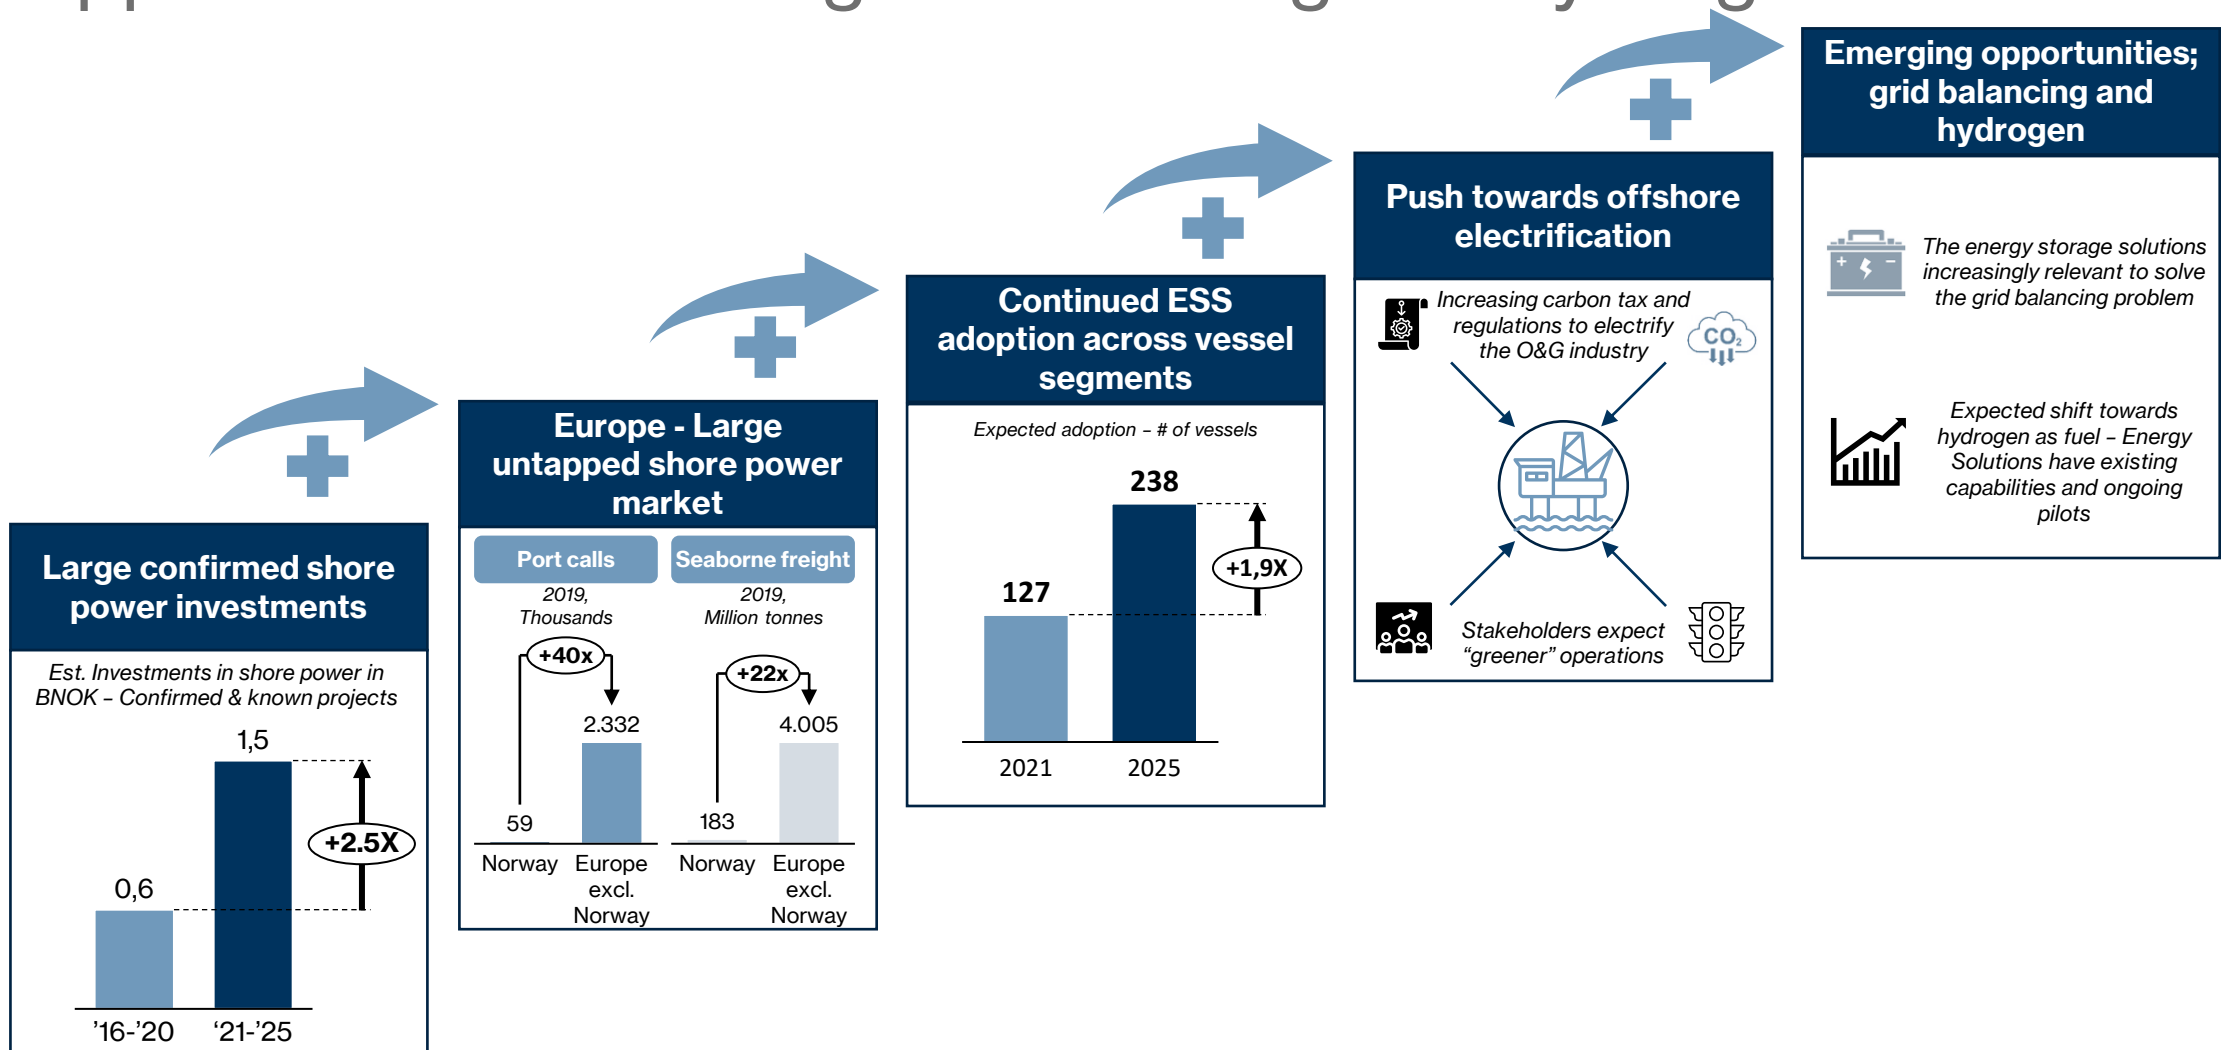 Large confirmed shore
power investments
Est. Investments in shore power in
BNOK – Confirmed & known projects
1,5
0,6
+2.5X
’16-’20
‘21-’25
Europe - Large
untapped shore power
market
Port calls
2019,
Thousands
+40x
2.332
59
Norway
Europe
excl.
Norway
Seaborne freight
2019,
Million tonnes
+22x
4.005
183
Norway
Europe
excl.
Norway
Continued ESS
adoption across vessel
segments
Expected adoption – # of vessels
238
127
+1,9X
2021
2025
Push towards offshore
electrification
Increasing carbon tax and
regulations to electrify
the O&G industry
CO2
Stakeholders expect
“greener” operations
Emerging opportunities;
grid balancing and
hydrogen
The energy storage solutions
increasingly relevant to solve
the grid balancing problem
Expected shift towards
hydrogen as fuel – Energy
Solutions have existing
capabilities and ongoing
pilots